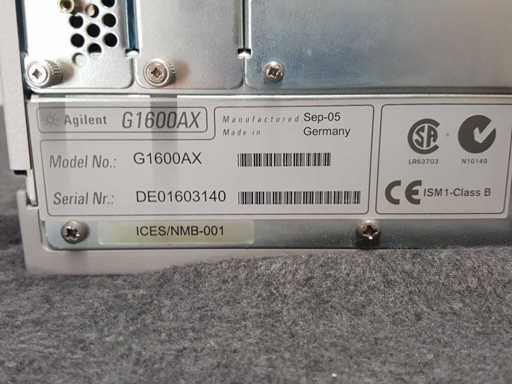 Agilent G1600AX
Manufactured Sep-05
Made in Germany
Model No.: G1600AX
Serial Nr.: DE01603140
ICES/NMB-001
LR63703
N10149
CE ISM1-Class B